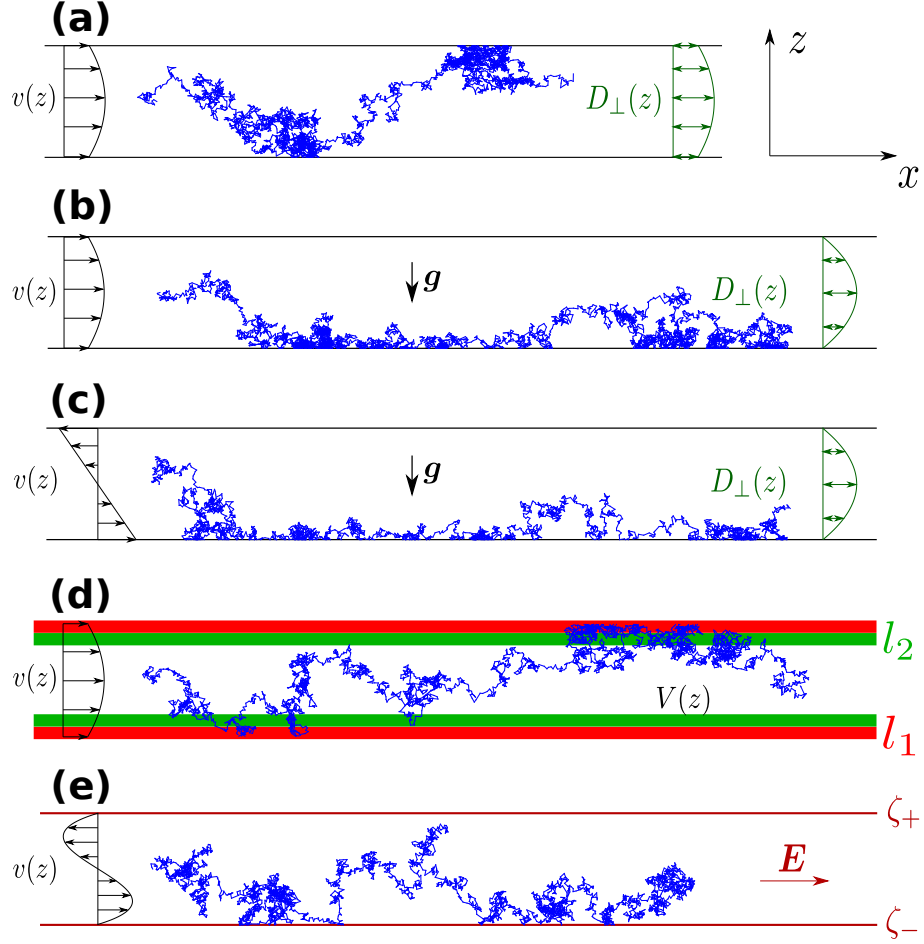 (a)
z
v(z)
D⊥(z)
x
(b)
v(z)
g
D⊥(z)
(c)
v(z)
g
D⊥(z)
(d)
l₂
v(z)
V(z)
l₁
(e)
ζ₊
v(z)
E
ζ₋